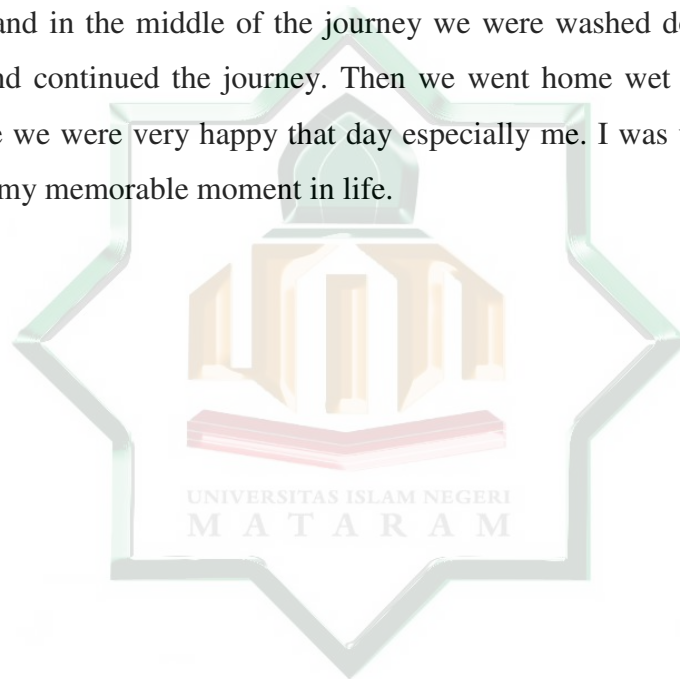 and in the middle of the journey we were washed
nd continued the journey. Then we went home wet
we were very happy that day especially me. I was
my memorable moment in life.
UNIVERSITAS ISLAM NEGERI
MATARAM